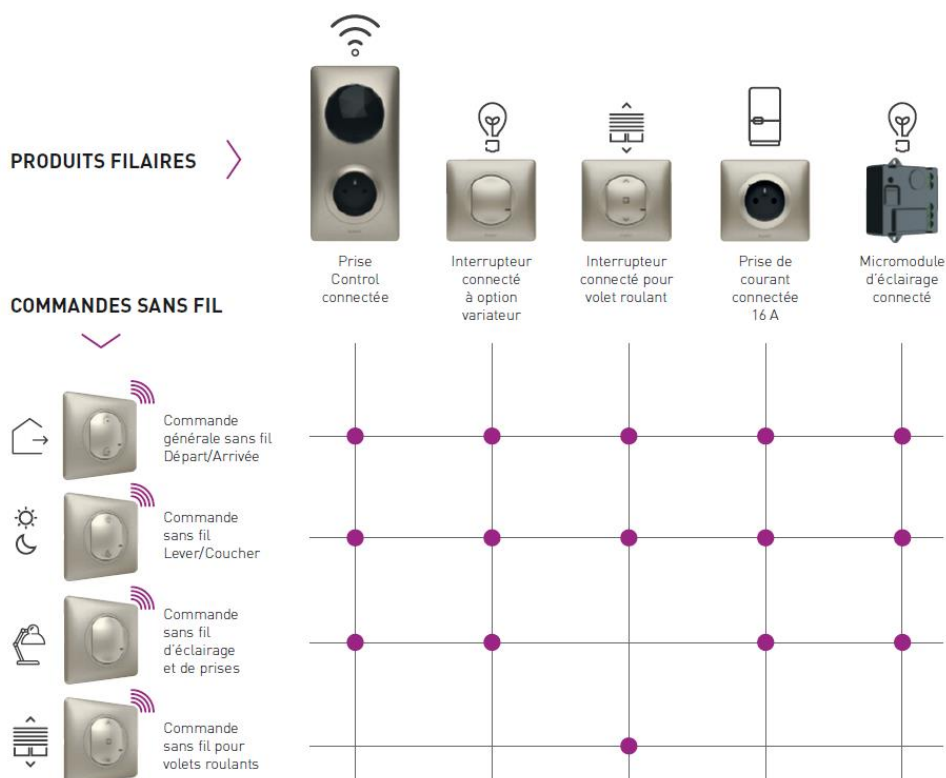 PRODUITS FILAIRES
Prise
Control
connectée
Interrupteur
connecté
à option
variateur
Interrupteur
connecté pour
volet roulant
Prise de
courant
connectée
16 A
Micromodule
d'éclairage
connecté
COMMANDES SANS FIL
Commande
générale sans fil
Départ/Arrivée
Commande
sans fil
Lever/Coucher
Commande
sans fil
d'éclairage
et de prises
Commande
sans fil pour
volets roulants